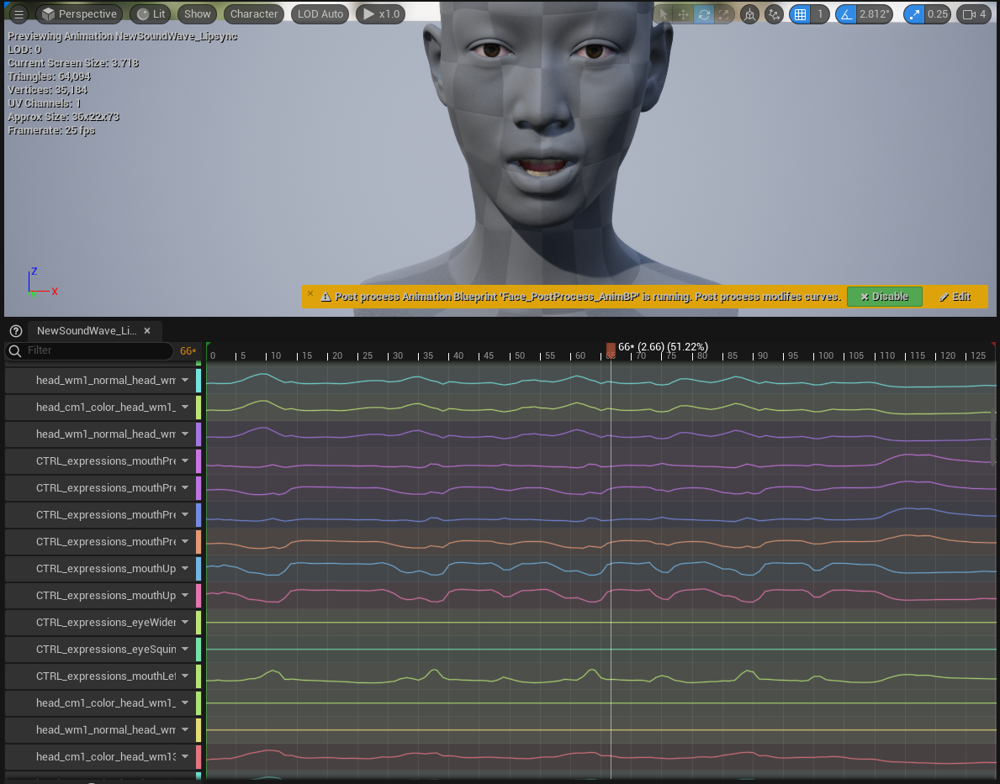 Perspective Lit Show Character LOD Auto x1.0 1 2.812° 0.25 4
Previewing Animation NewSoundWave_Lipsync
LOD: 0
Current Screen Size: 3.718
Triangles: 64,094
Vertices: 35,184
UV Channels: 1
Approx Size: 36x22x73
Framerate: 25 fps
Z
X
Post process Animation Blueprint 'Face_PostProcess_AnimBP' is running. Post process modifes curves. Disable Edit
NewSoundWave_Li...
Filter 66*
66* (2.66) (51.22%)
0 5 10 15 20 25 30 35 40 45 50 55 60 70 75 80 85 90 95 100 105 110 115 120 125
head_wm1_normal_head_wm
head_cm1_color_head_wm1_
head_wm1_normal_head_wm
CTRL_expressions_mouthPre
CTRL_expressions_mouthPre
CTRL_expressions_mouthPre
CTRL_expressions_mouthPre
CTRL_expressions_mouthUp
CTRL_expressions_mouthUp
CTRL_expressions_eyeWider
CTRL_expressions_eyeSquin
CTRL_expressions_mouthLef
head_cm1_color_head_wm1_
head_wm1_normal_head_wm
head_cm1_color_head_wm13